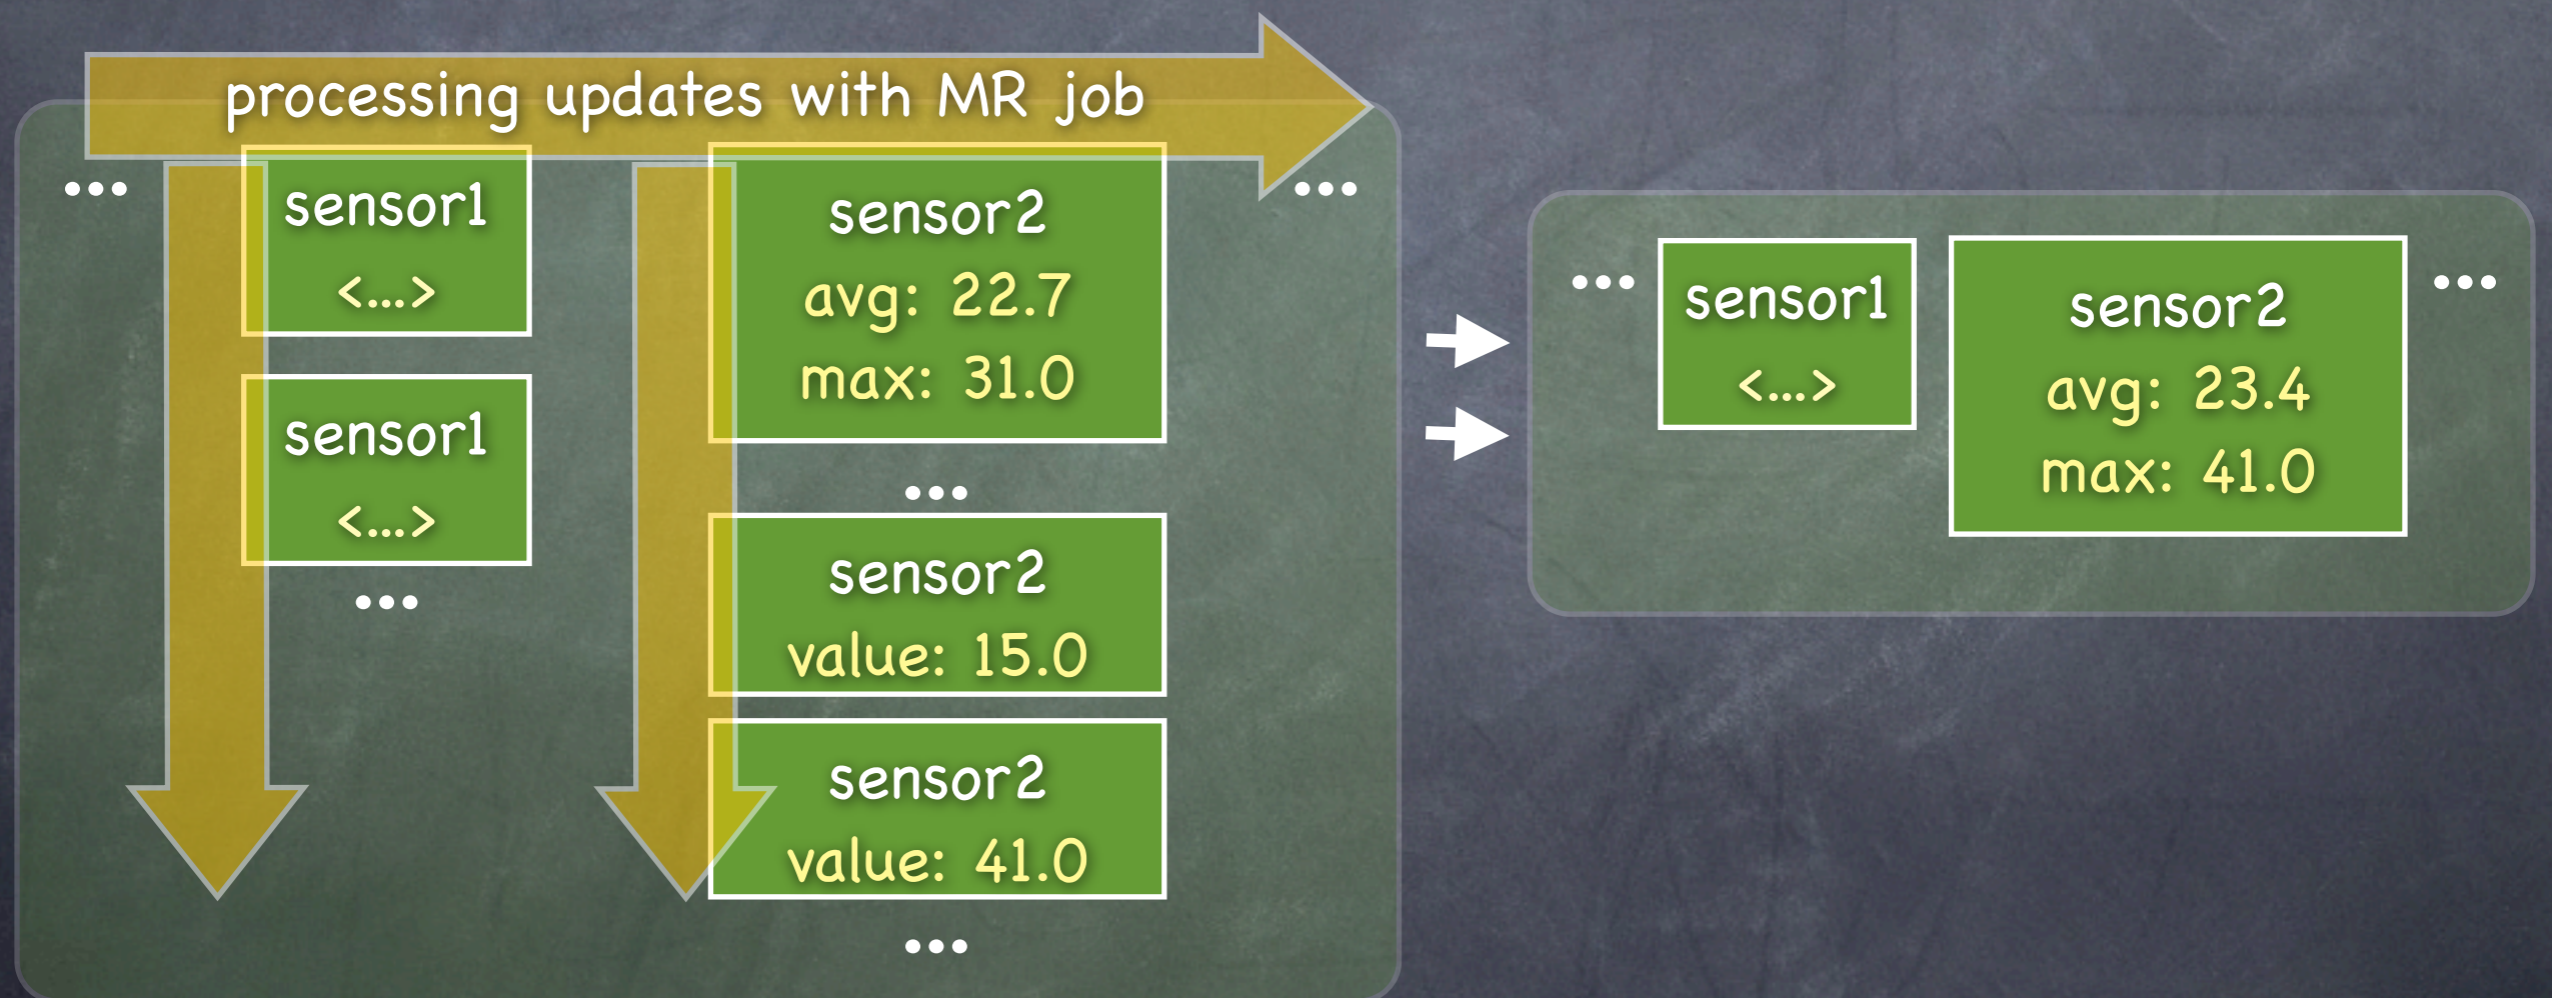 processing updates with MR job
...
sensor1
<...>
sensor1
<...>
...
sensor2
avg: 22.7
max: 31.0
...
sensor2
value: 15.0
sensor2
value: 41.0
...
...
...
sensor1
<...>
sensor2
avg: 23.4
max: 41.0
...